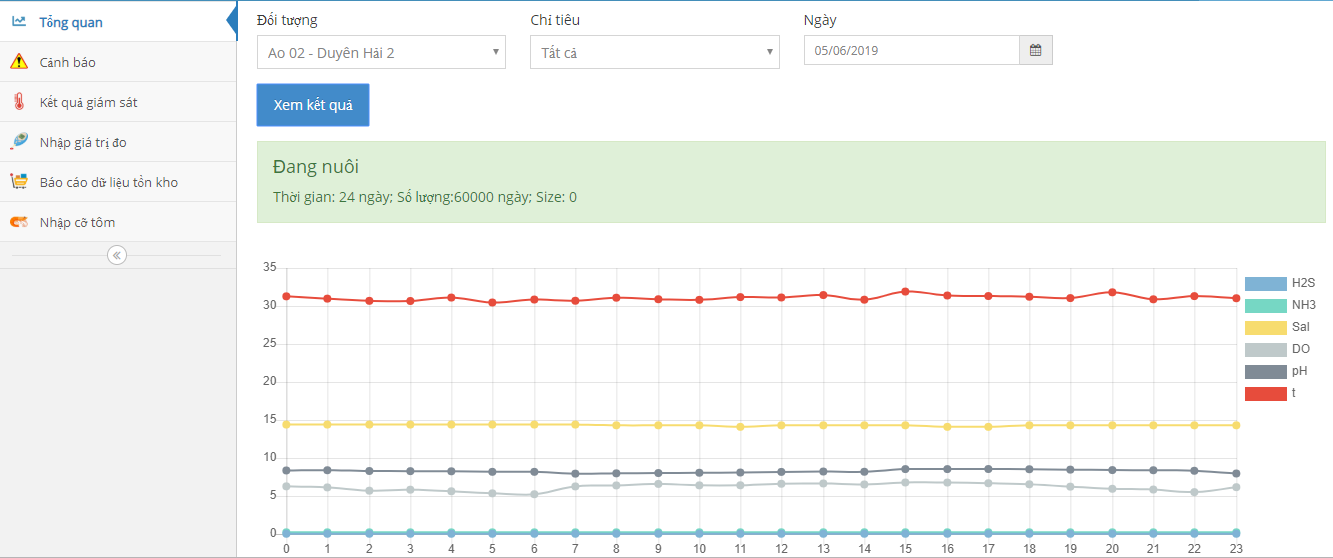 Tổng quan
Cảnh báo
Kết quả giám sát
Nhập giá trị đo
Báo cáo dữ liệu tồn kho
Nhập cỡ tôm
Đối tượng
Chỉ tiêu
Ngày
Ao 02 - Duyên Hải 2
Tất cả
05/06/2019
Xem kết quả
Đang nuôi
Thời gian: 24 ngày; Số lượng:60000 ngày; Size: 0
35
30
25
20
15
10
5
0
0 1 2 3 4 5 6 7 8 9 10 11 12 13 14 15 16 17 18 19 20 21 22 23
H2S
NH3
Sal
DO
pH
t